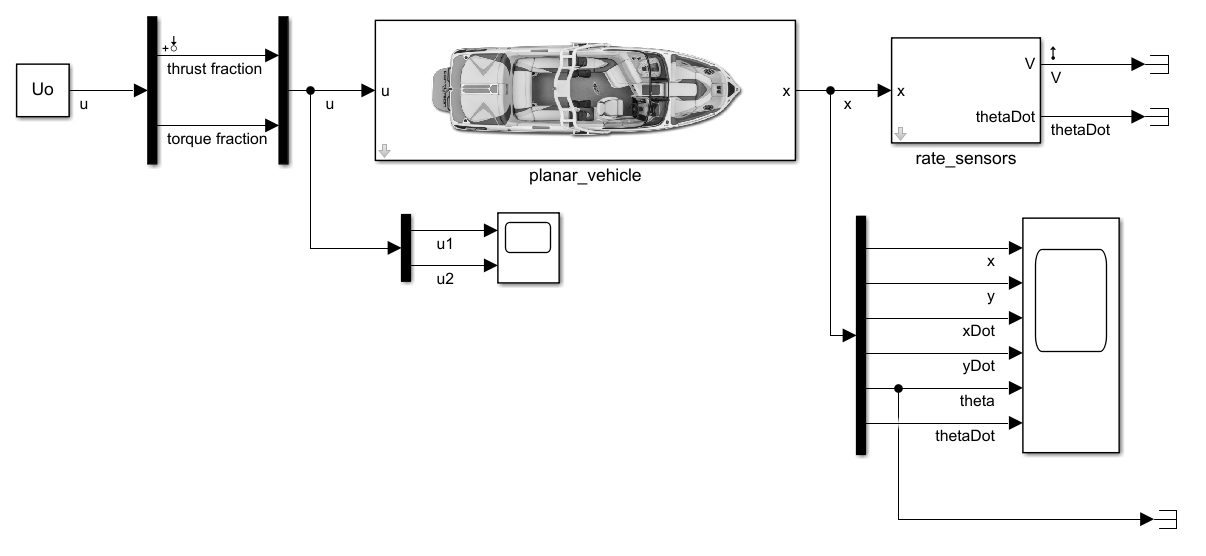 Uo
u
thrust fraction
torque fraction
u
u
x
planar_vehicle
x
x
V
thetaDot
rate_sensors
V
thetaDot
u1
u2
x
y
xDot
yDot
theta
thetaDot